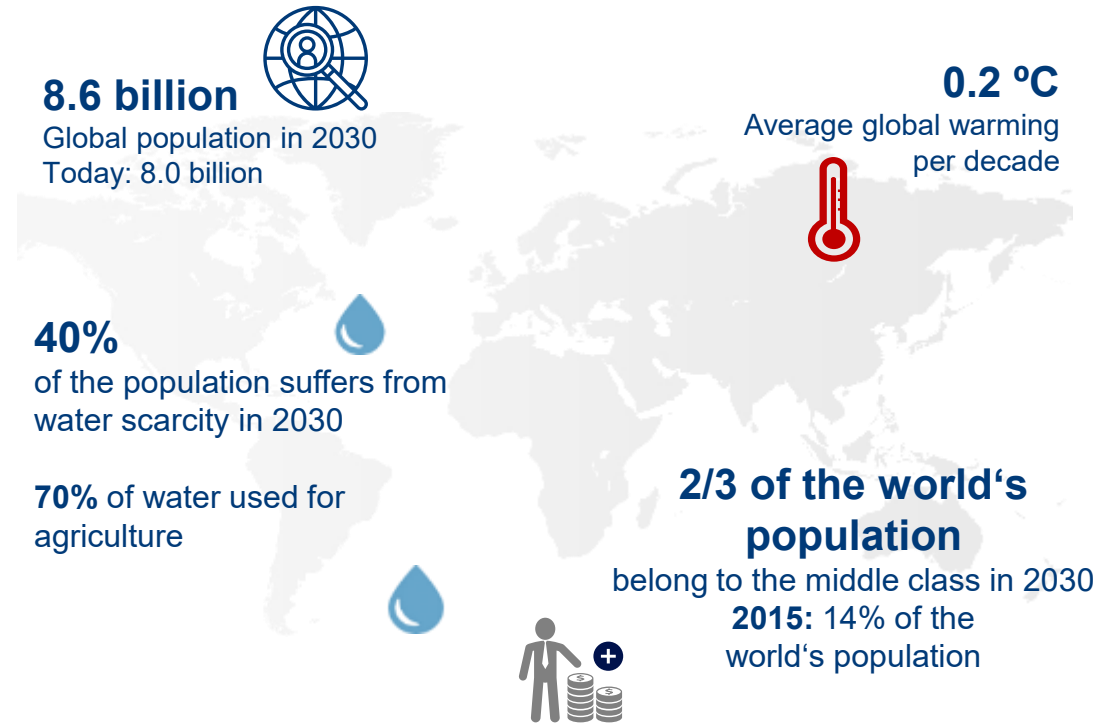 8.6 billion
Global population in 2030
Today: 8.0 billion
0.2 ºC
Average global warming
per decade
40%
of the population suffers from
water scarcity in 2030
70% of water used for
agriculture
2/3 of the world‘s
population
belong to the middle class in 2030
2015: 14% of the
world‘s population
$
$